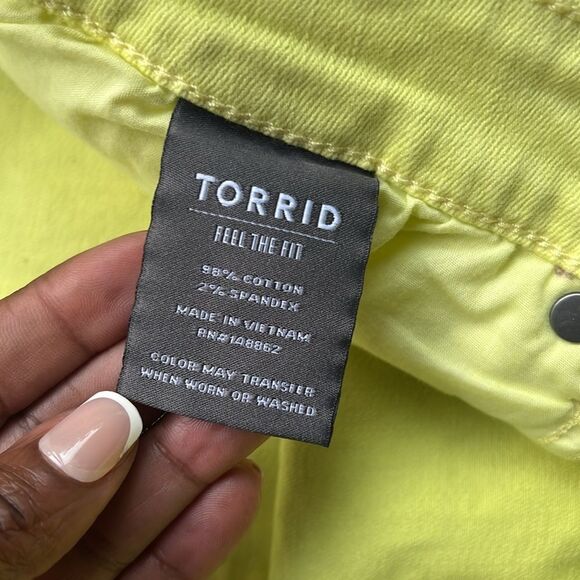 TORRID
FEEL THE FIT
98% COTTON
2% SPANDEX
MADE IN VIETNAM
RN#148862
COLOR MAY TRANSFER
WHEN WORN OR WASHED